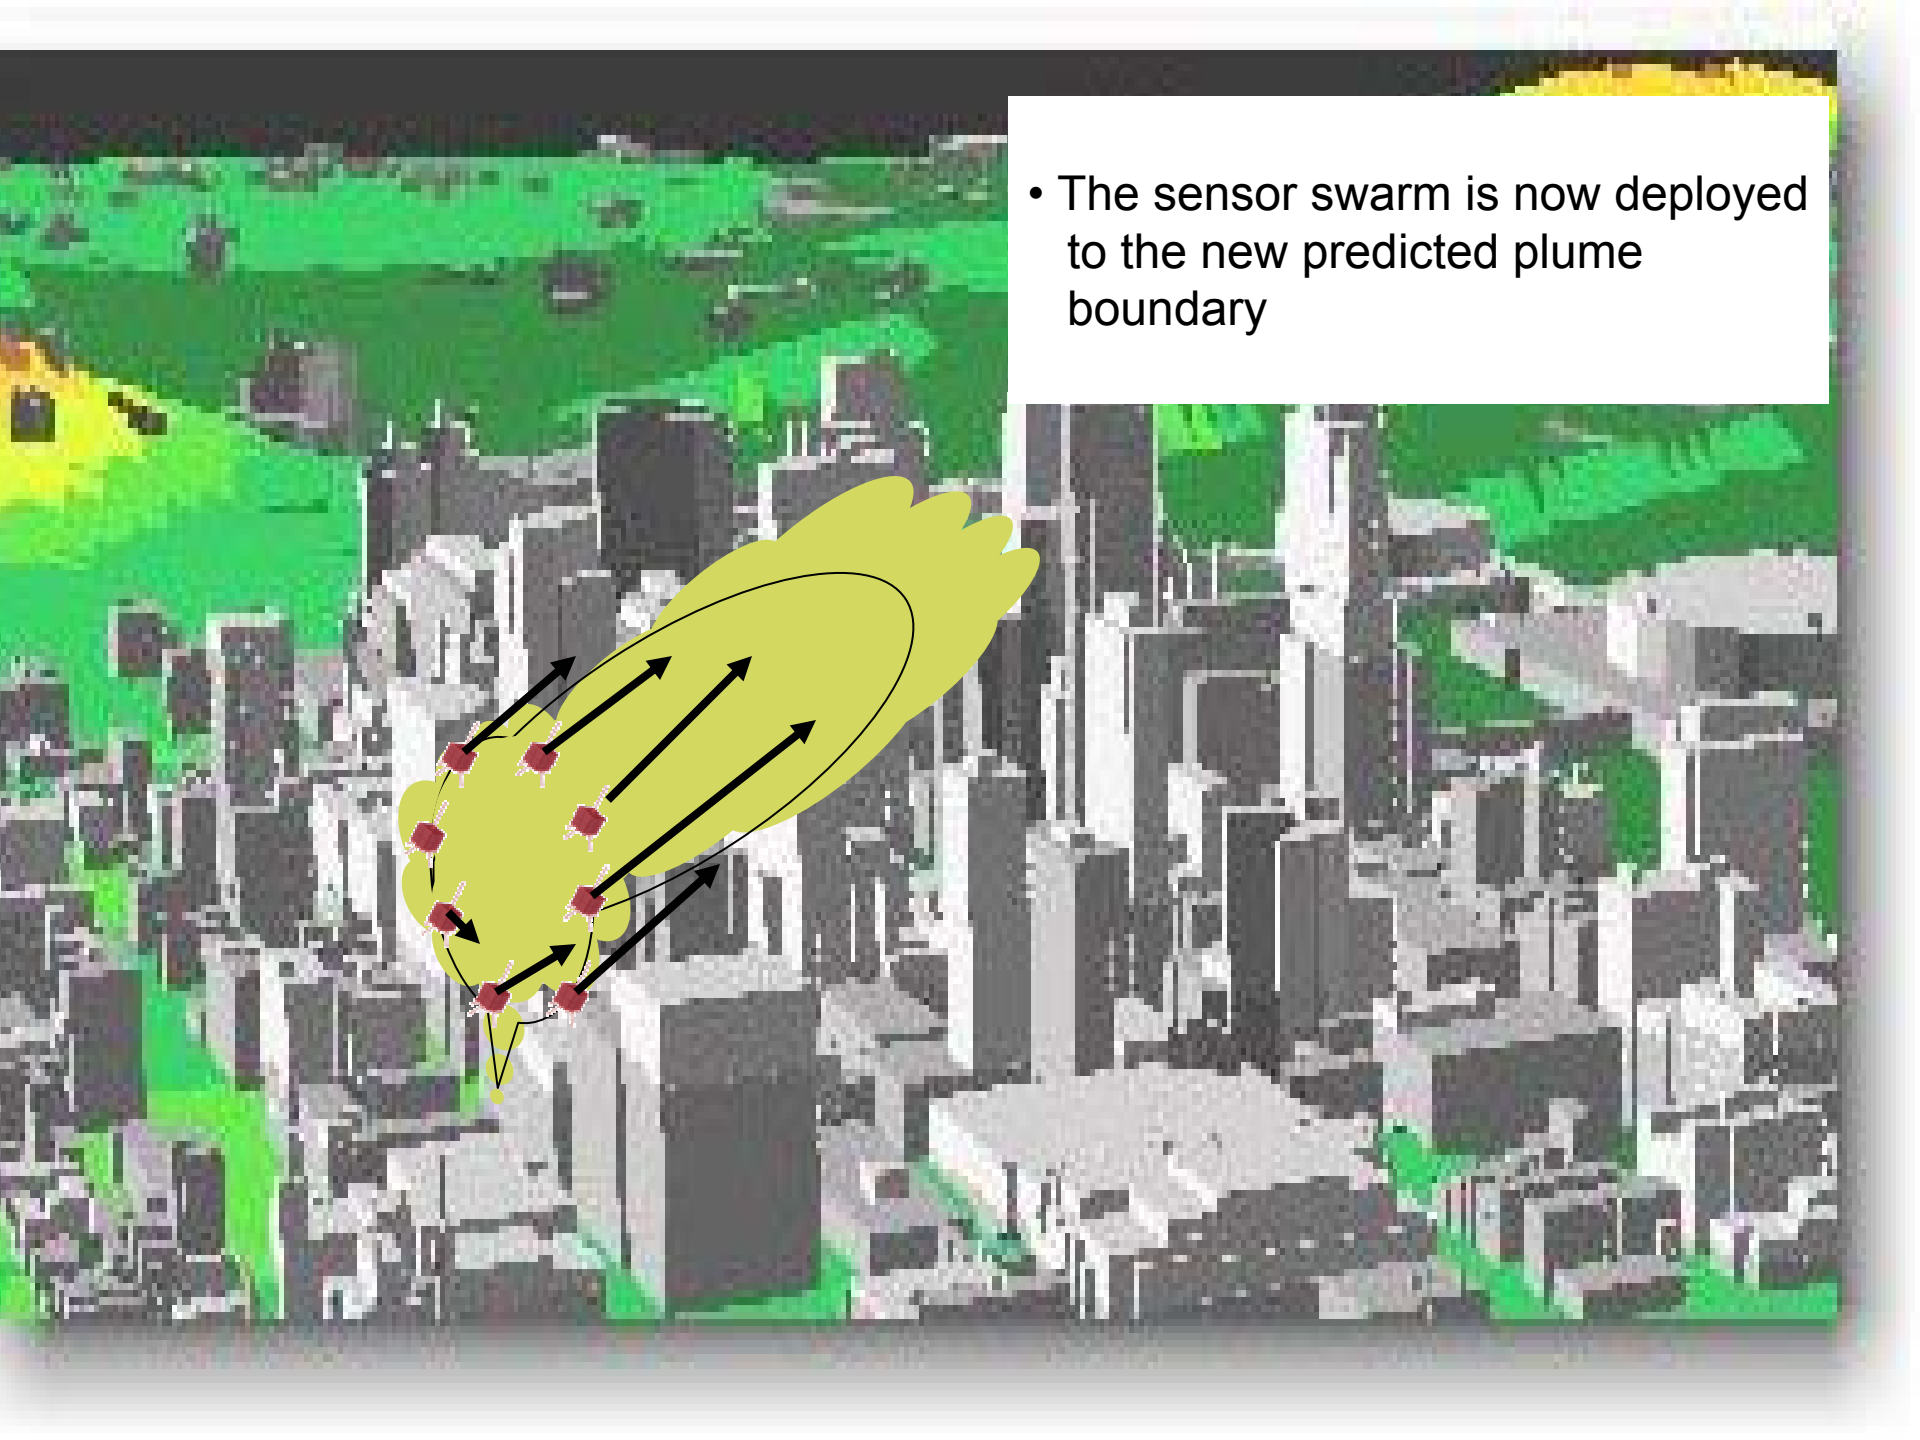 • The sensor swarm is now deployed
to the new predicted plume
boundary